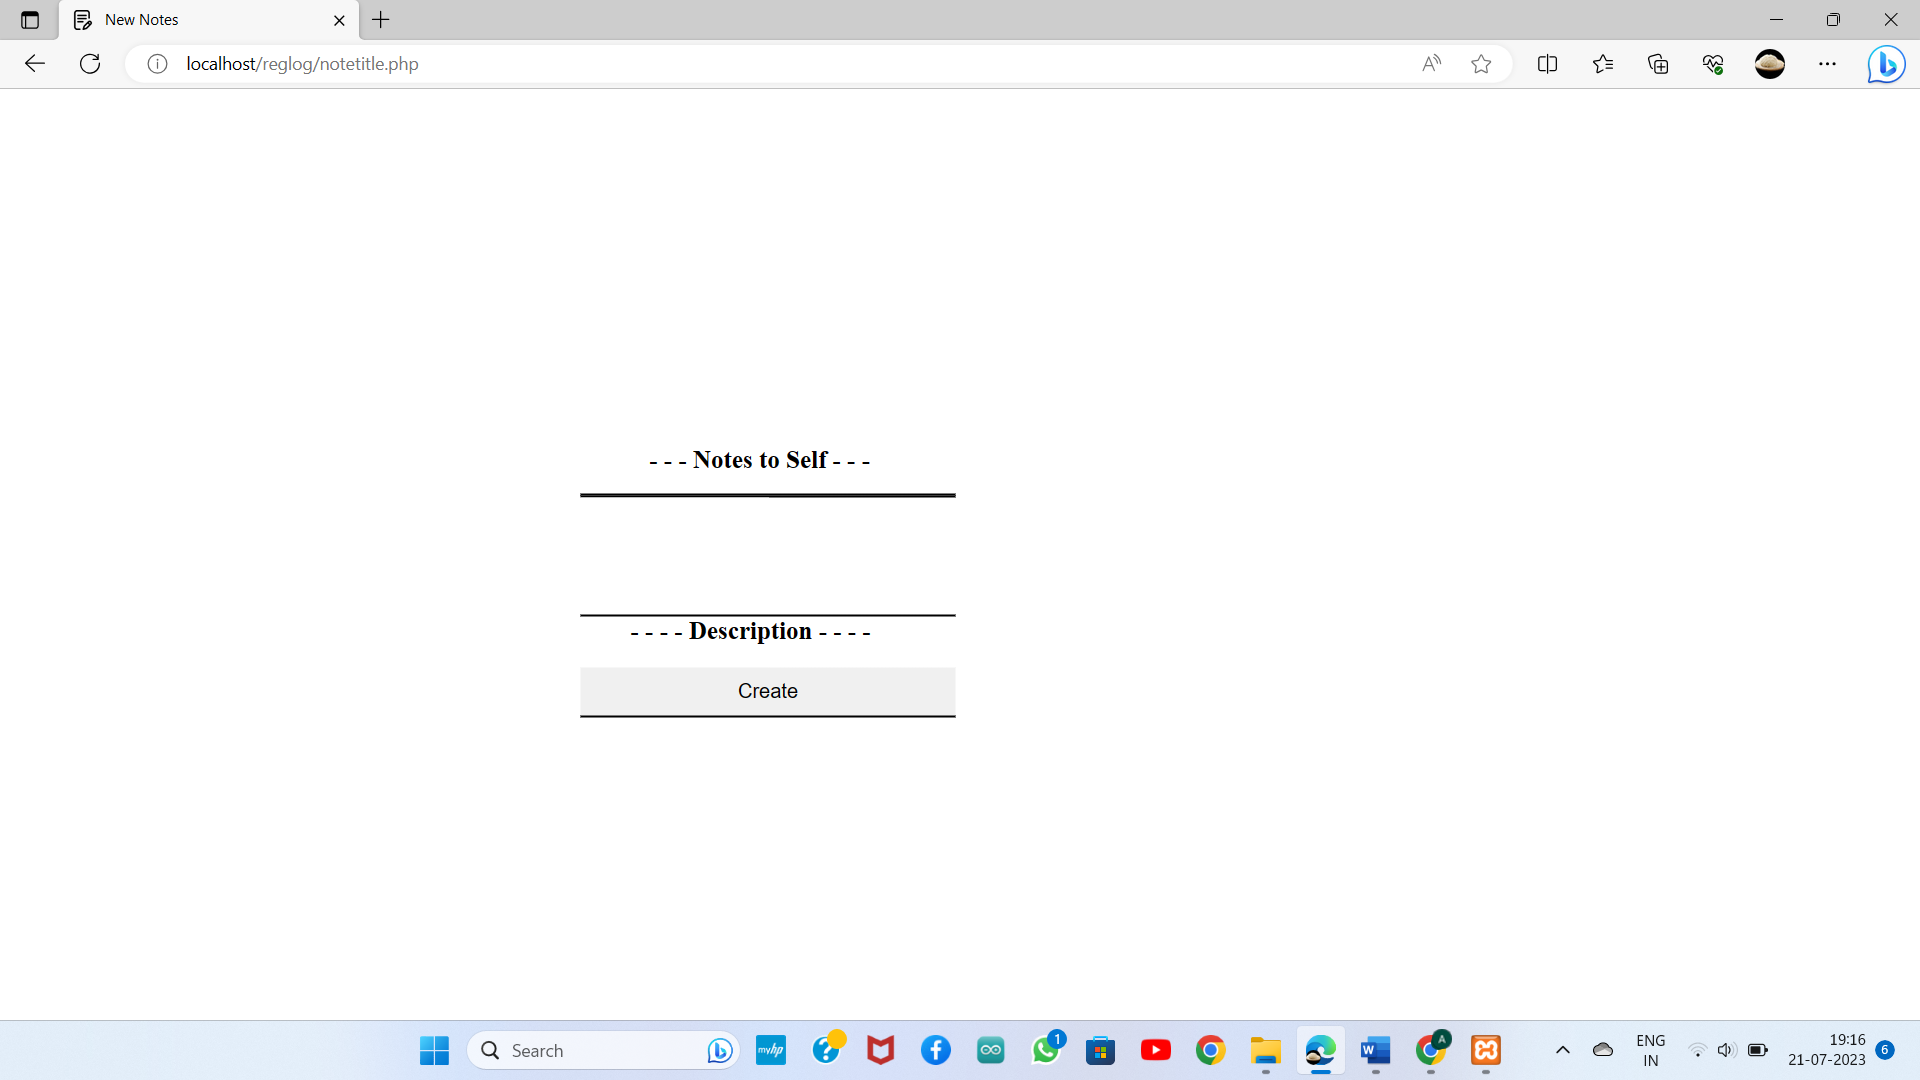 New Notes
localhost/reglog/notetitle.php
- - - Notes to Self - - -
- - - - Description - - - -
Create
Search
myhp
1
W
A
ENG
IN
19:16
21-07-2023
6